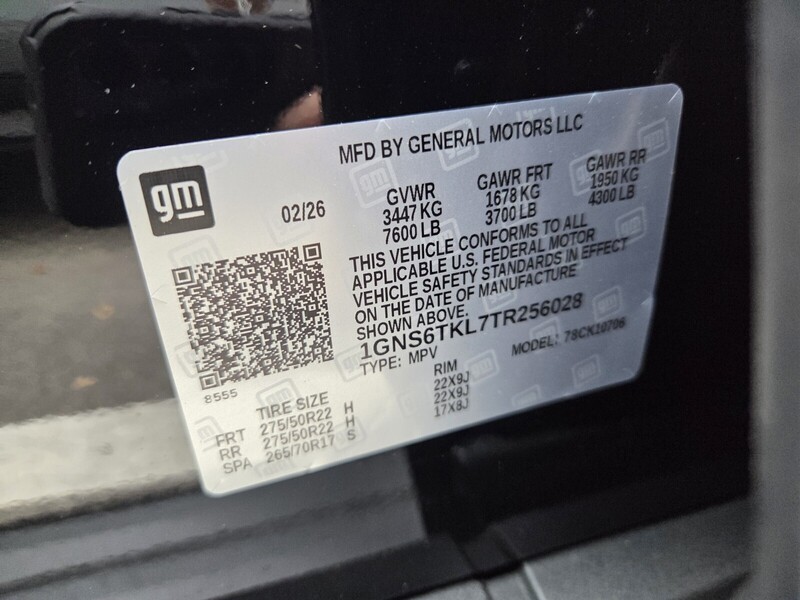 MFD BY GENERAL MOTORS LLC
gm
02/26
GVWR
3447 KG
7600 LB
GAWR FRT
1678 KG
3700 LB
GAWR RR
1950 KG
4300 LB
THIS VEHICLE CONFORMS TO ALL
APPLICABLE U.S. FEDERAL MOTOR
VEHICLE SAFETY STANDARDS IN EFFECT
ON THE DATE OF MANUFACTURE
SHOWN ABOVE.
1GNS6TKL7TR256028
TYPE: MPV
MODEL: 78CK10706
8555
TIRE SIZE
RIM
FRT 275/50R22 H 22X9J
RR 275/50R22 H 22X9J
SPA 265/70R17 S 17X8J